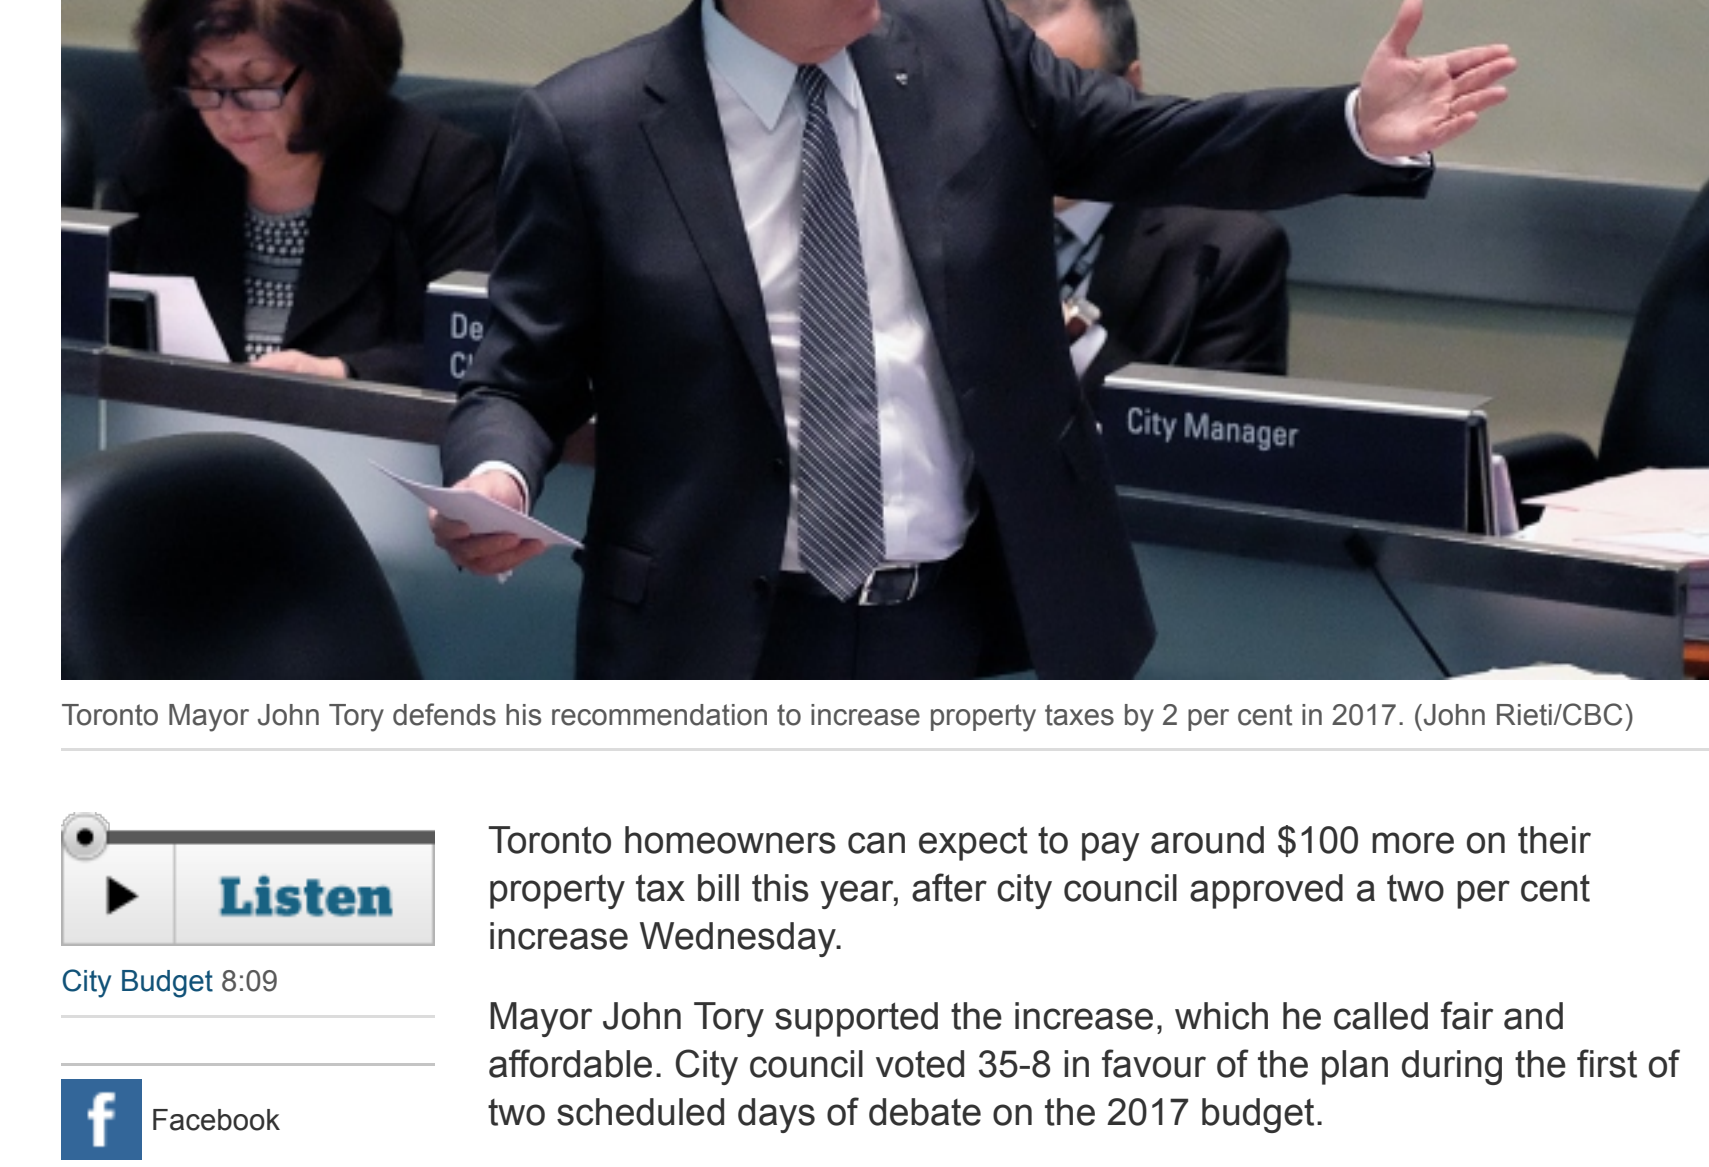 De
City Manager
Toronto Mayor John Tory defends his recommendation to increase property taxes by 2 per cent in 2017. (John Rieti/CBC)
Listen
City Budget 8:09
Facebook
Toronto homeowners can expect to pay around $100 more on their
property tax bill this year, after city council approved a two per cent
increase Wednesday.
Mayor John Tory supported the increase, which he called fair and
affordable. City council voted 35-8 in favour of the plan during the first of
two scheduled days of debate on the 2017 budget.